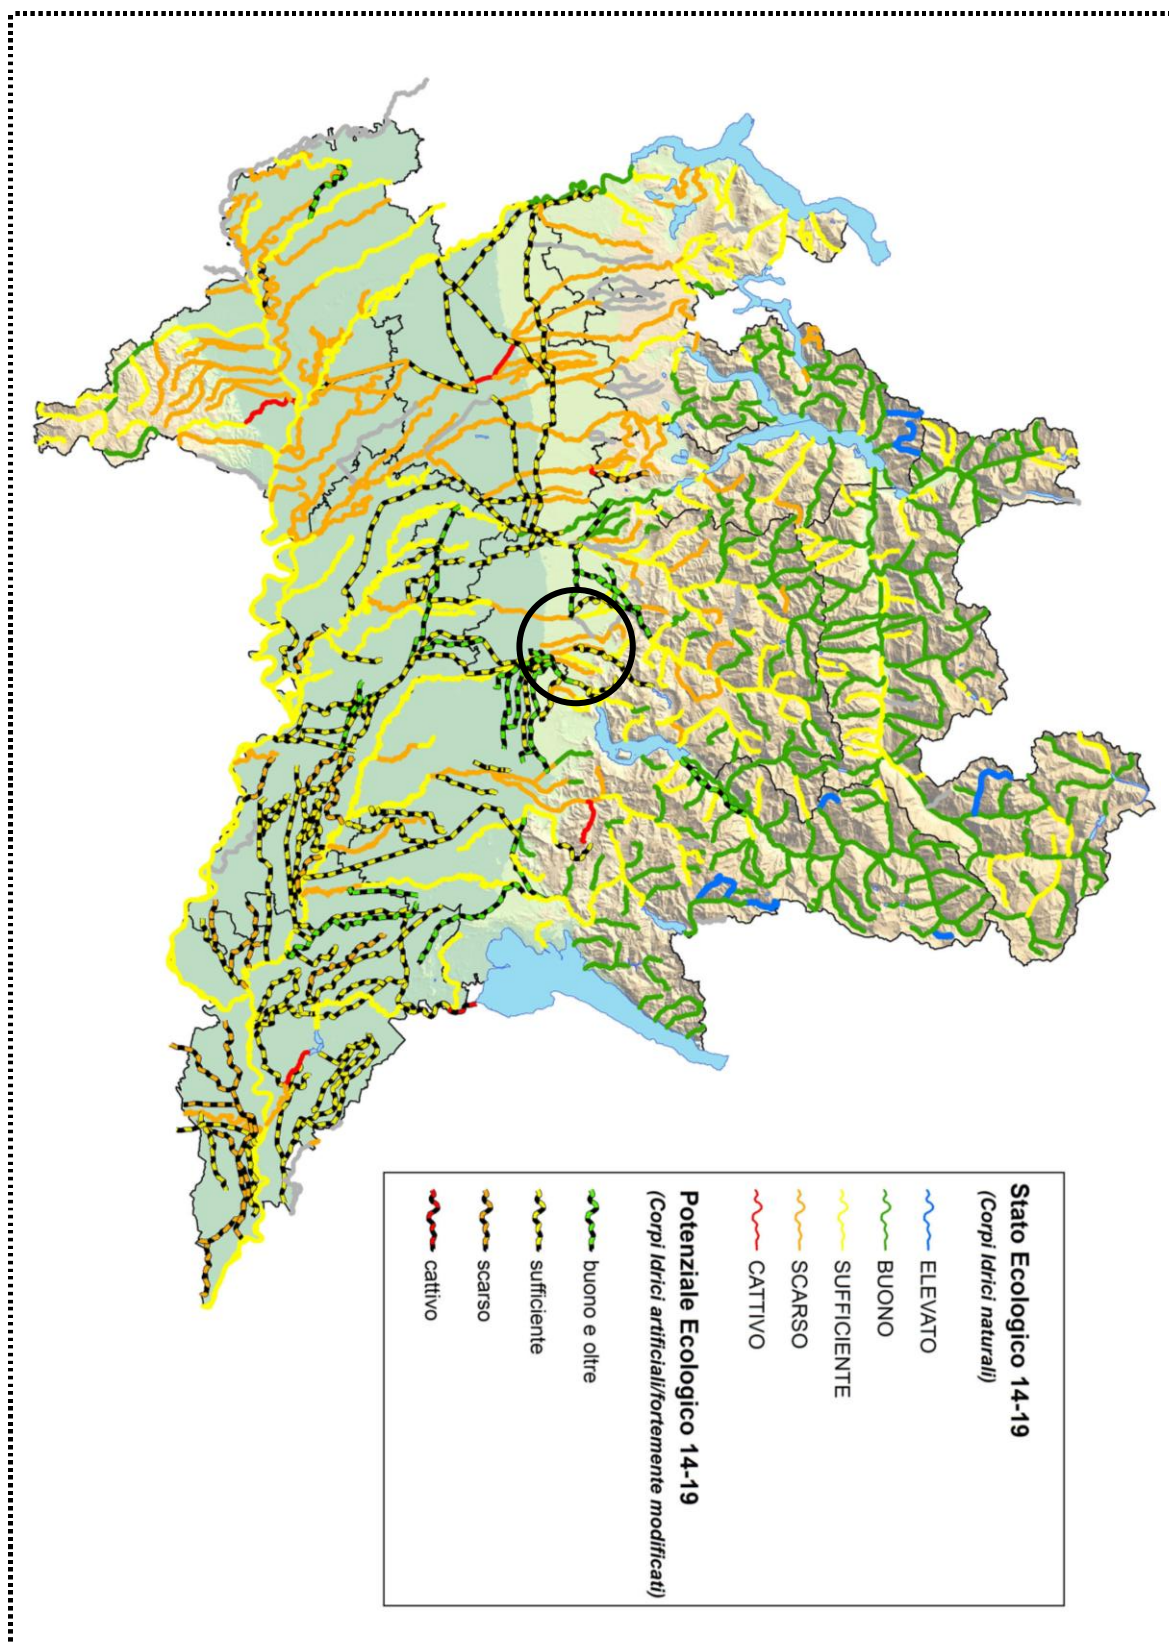 Stato Ecologico 14-19
(Corpi Idrici naturali)
ELEVATO
BUONO
SUFFICIENTE
SCARSO
CATTIVO
Potenziale Ecologico 14-19
(Corpi Idrici artificiali/fortemente modificati)
buono e oltre
sufficiente
scarso
cattivo